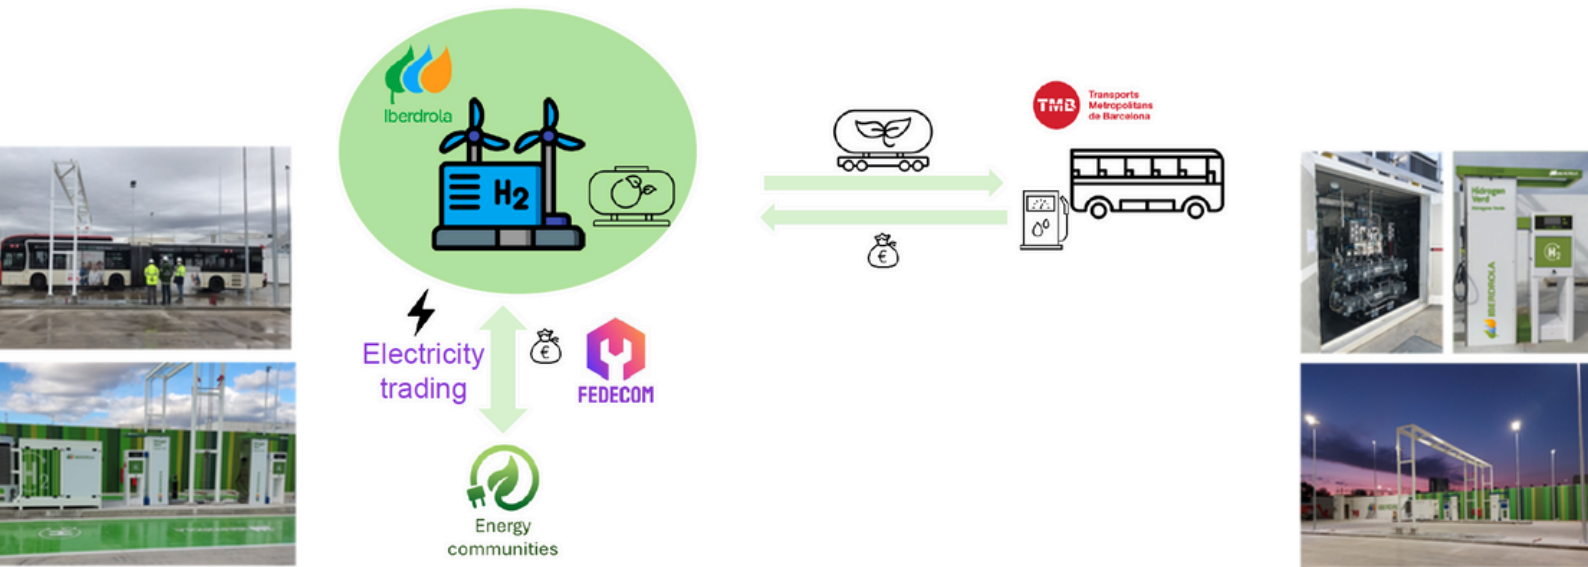 Iberdrola
H2
TMB
Transports
Metropolitans
de Barcelona
€
Electricity
trading
€
FEDECOM
Energy
communities
Hidrogen
Verd
IBERDROLA
H2